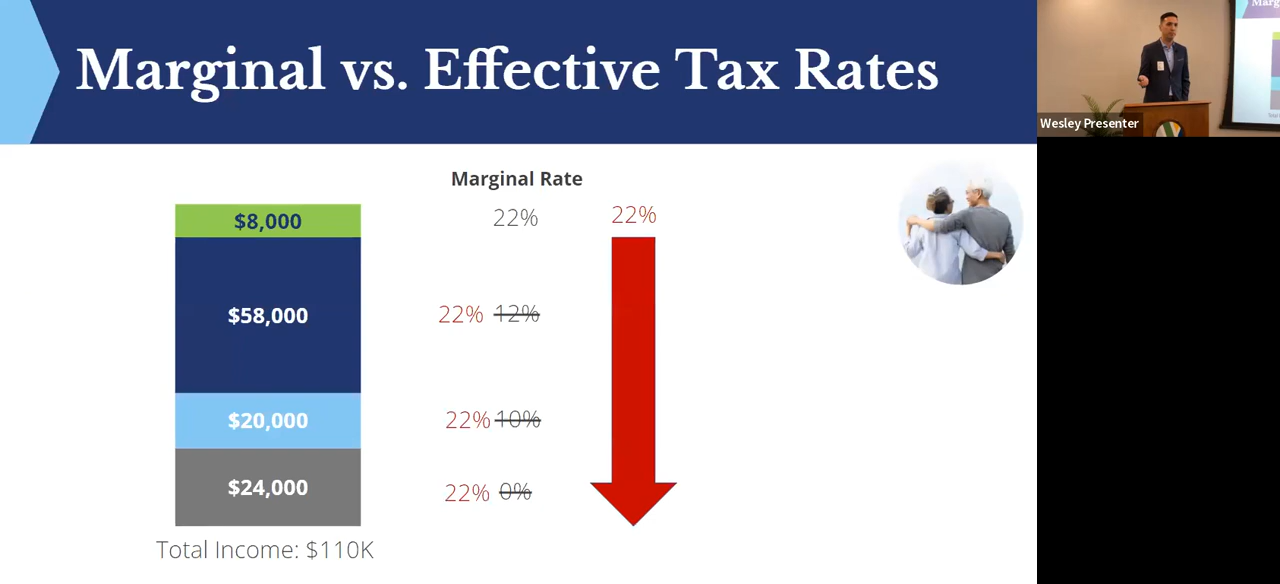 Marginal vs. Effective Tax Rates
Wesley Presenter
Marginal Rate
$8,000
22%
22%
$58,000
22% 12%
$20,000
22% 10%
$24,000
22% 0%
Total Income: $110K